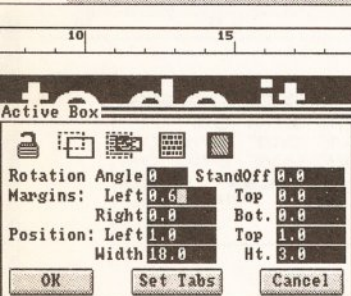 10 15
to do it
Active Box
Rotation Angle 0 StandOff 0.0
Margins: Left 0.6 Top 0.0
Right 0.0 Bot. 0.0
Position: Left 1.0 Top 1.0
Width 18.0 Ht. 3.0
OK Set Tabs Cancel